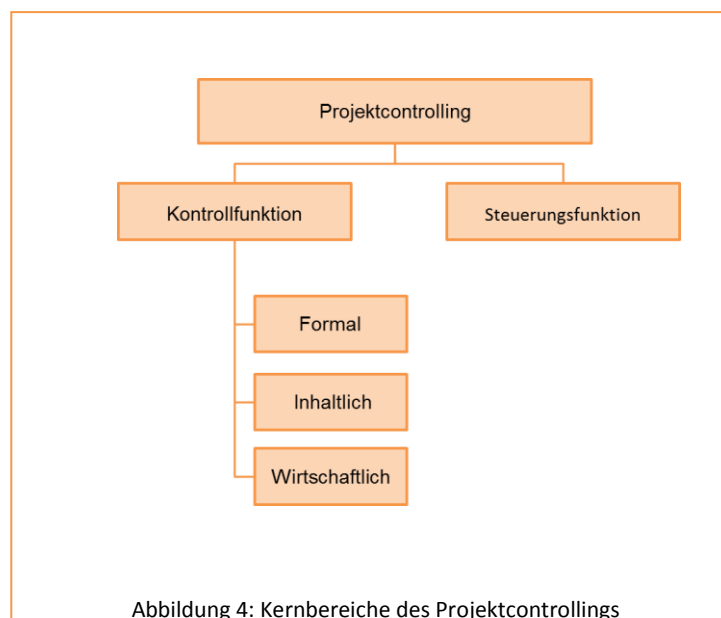 Projektcontrolling
Kontrollfunktion
Steuerungsfunktion
Formal
Inhaltlich
Wirtschaftlich
Abbildung 4: Kernbereiche des Projektcontrollings